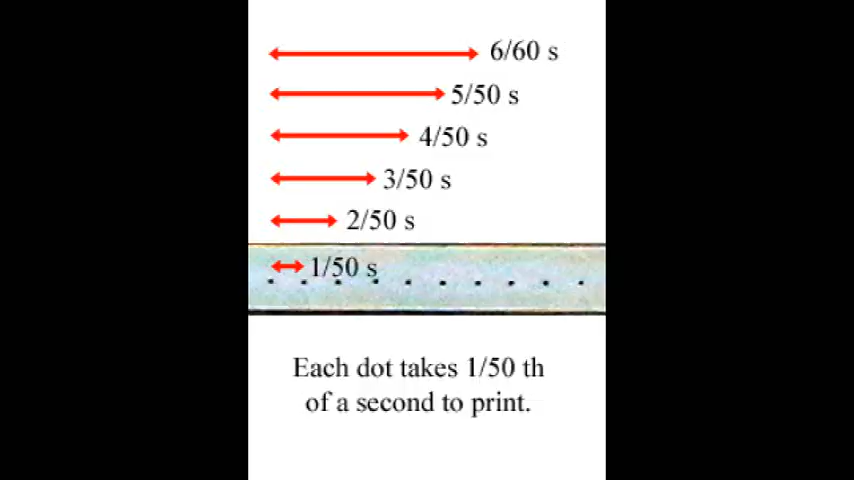 6/60 s
5/50 s
4/50 s
3/50 s
2/50 s
1/50 s
Each dot takes 1/50 th
of a second to print.